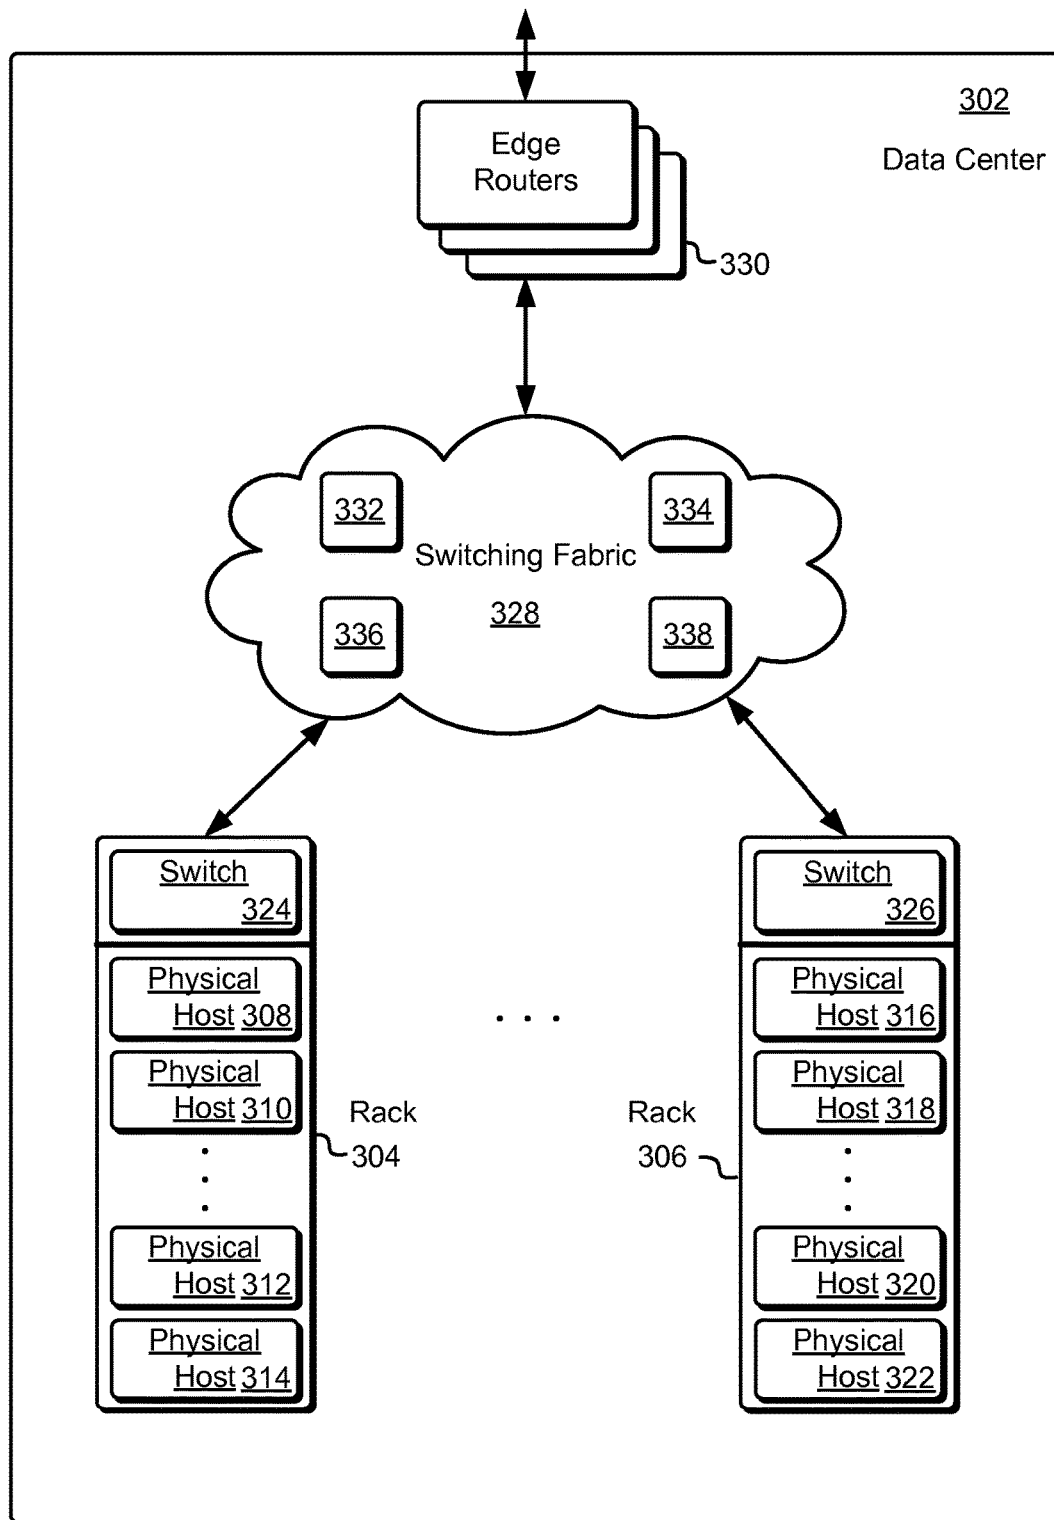 302
Data Center
Edge
Routers
330
332
334
Switching Fabric
328
336
338
Switch
324
Physical
Host 308
Physical
Host 310
Rack
304
Physical
Host 312
Physical
Host 314
. . .
Switch
326
Physical
Host 316
Physical
Host 318
Rack
306
Physical
Host 320
Physical
Host 322